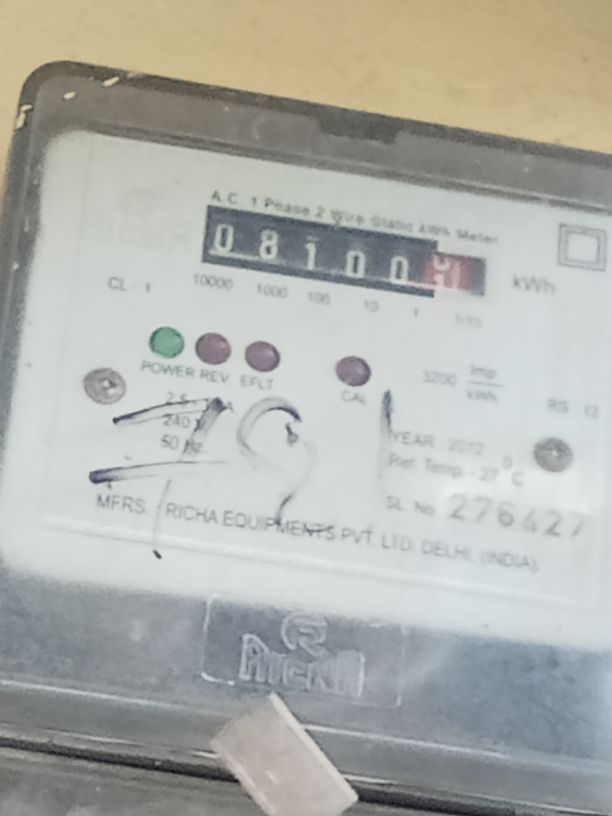 A.C. 1 Phase 2 Wire Static kWh Meter
08100
kWh
CL - 1
10000 1000 100 10 1 1/10
POWER REV. EFLT
CAL
3200 Imp
kWh
240
50 Hz
YEAR . 2012
Ref. Temp. - 27°C
SL. No 276427
MFRS. : RICHA EQUIPMENTS PVT. LTD. DELHI. (INDIA)
R
RICHA